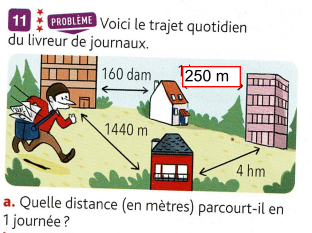 11 PROBLÈME Voici le trajet quotidien
du livreur de journaux.
160 dam
250 m
1440 m
4 hm
a. Quelle distance (en mètres) parcourt-il en
1 journée ?